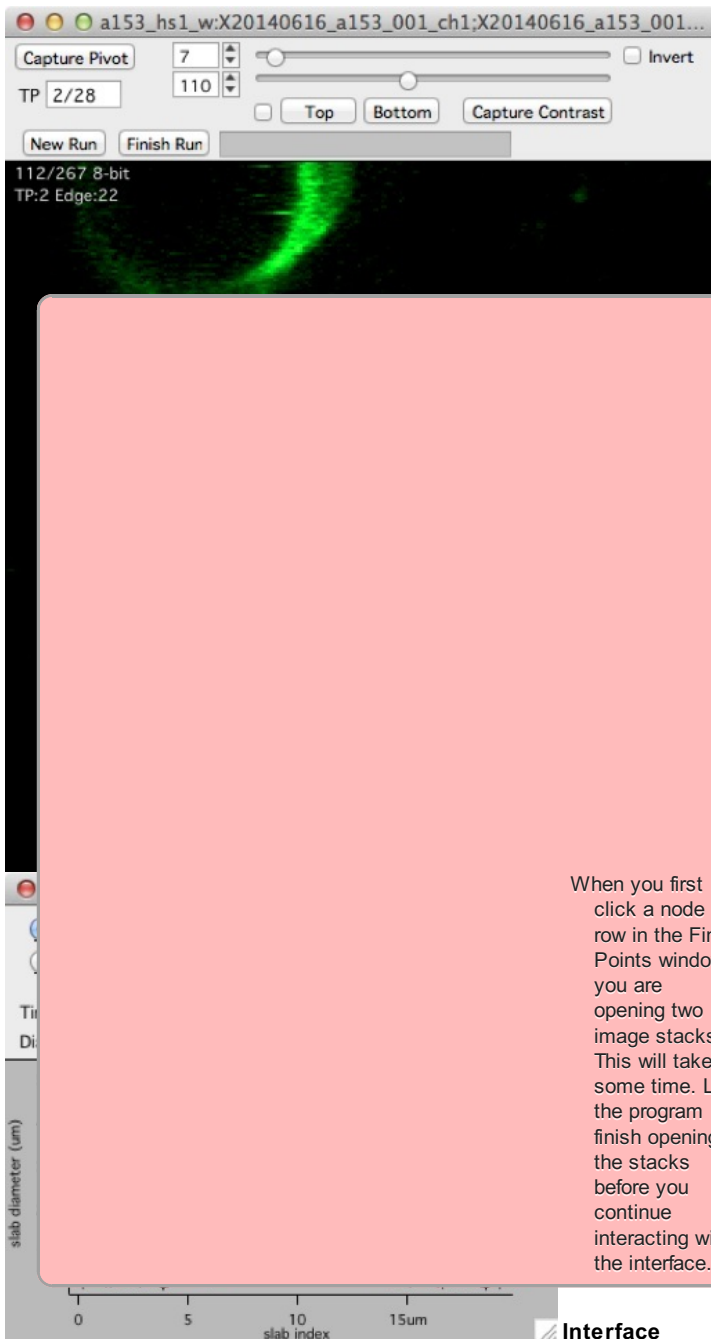 a153_hs1_w:X20140616_a153_001_ch1;X20140616_a153_001...
Capture Pivot 7 Invert
TP 2/28 110
Top Bottom Capture Contrast
New Run Finish Run
112/267 8-bit
TP:2 Edge:22
When you first
click a node
row in the
Points
you are
opening two
image stacks
This will take
some time.
the program
finish opening
the stacks
before you
continue
interacting
the interface.
slab diameter (um)
0 5 10 15um
slab index
Interface